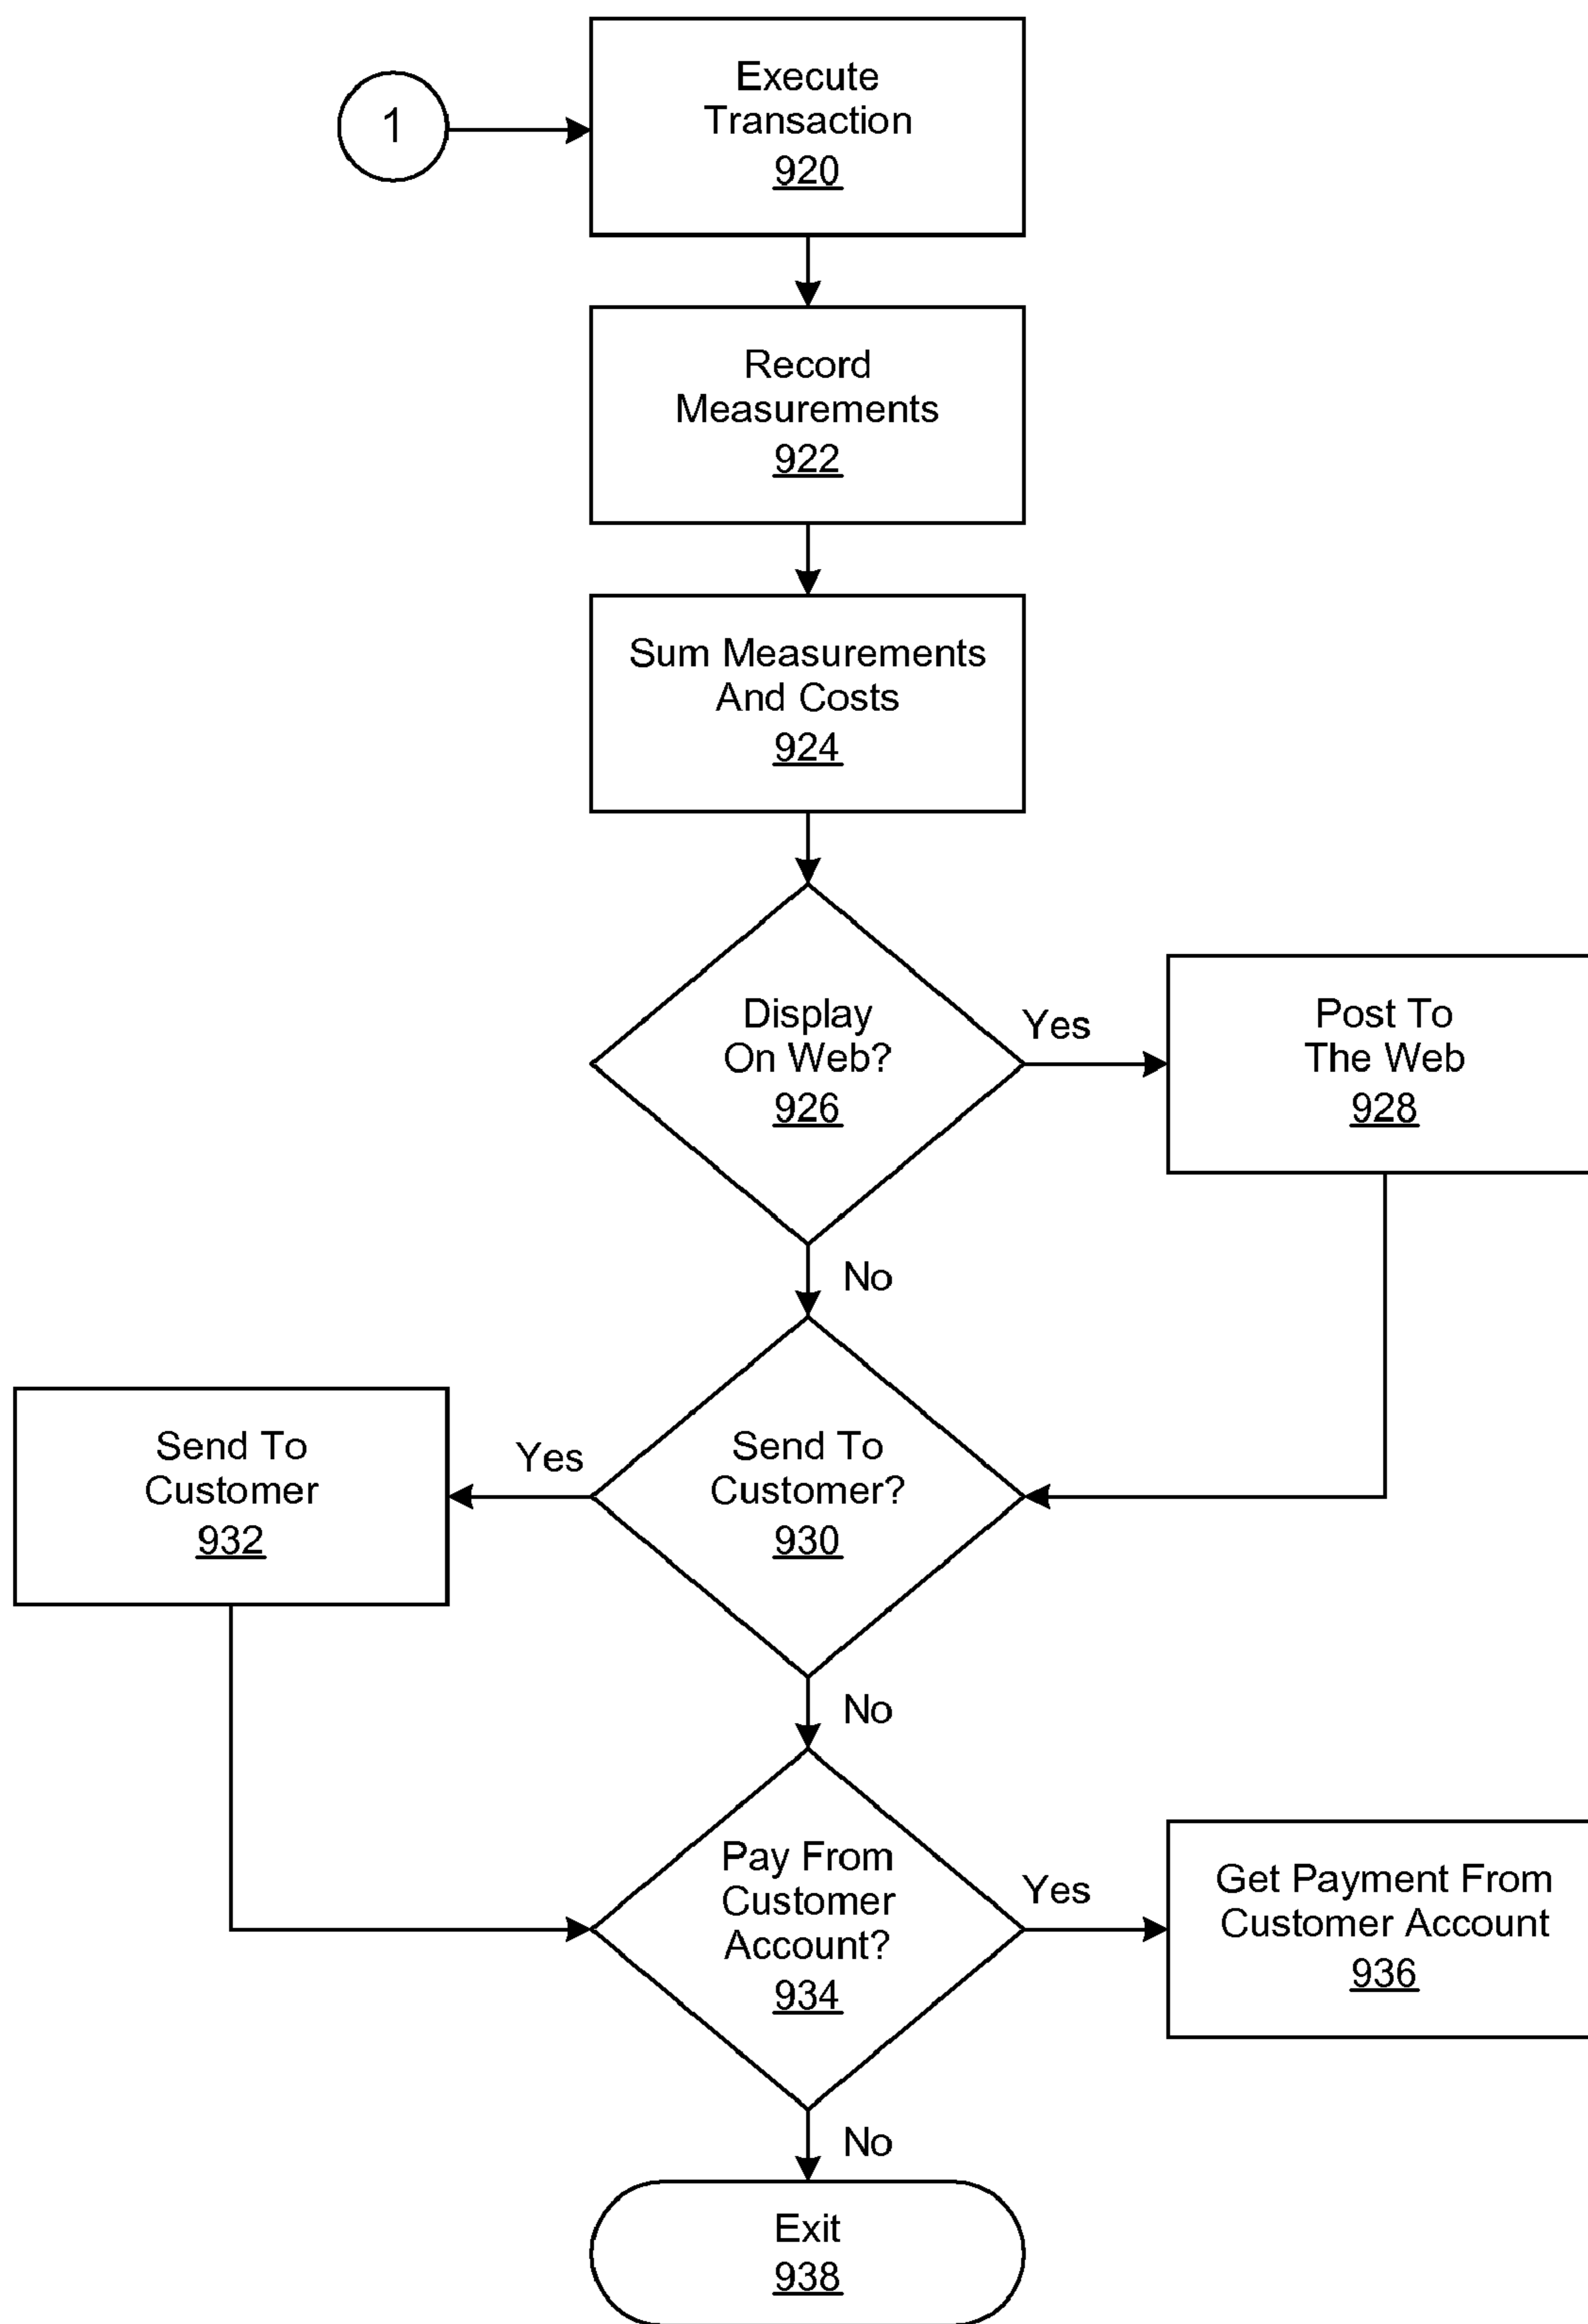 1
Execute
Transaction
920
Record
Measurements
922
Sum Measurements
And Costs
924
Display
On Web?
926
Yes
Post To
The Web
928
No
Send To
Customer?
930
Yes
Send To
Customer
932
No
Pay From
Customer
Account?
934
Yes
Get Payment From
Customer Account
936
No
Exit
938